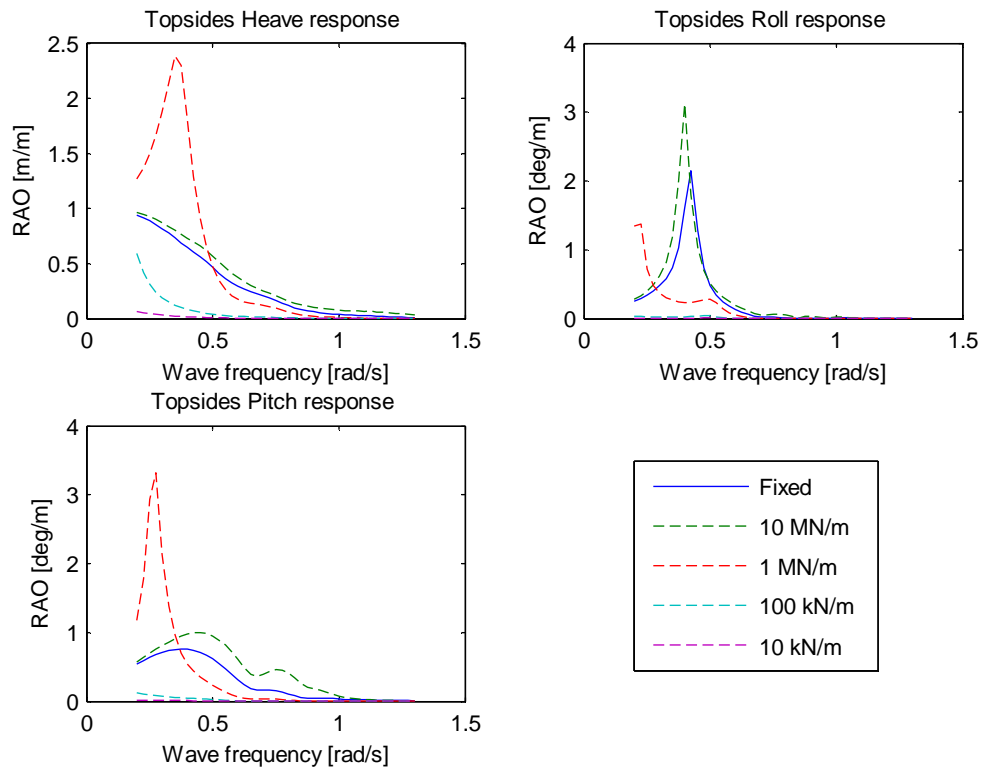 Topsides Heave response
2.5
2
1.5
1
0.5
0
RAO [m/m]
0 0.5 1 1.5
Wave frequency [rad/s]
Topsides Roll response
4
3
2
1
0
RAO [deg/m]
0 0.5 1 1.5
Wave frequency [rad/s]
Topsides Pitch response
4
3
2
1
0
RAO [deg/m]
0 0.5 1 1.5
Wave frequency [rad/s]
Fixed
10 MN/m
1 MN/m
100 kN/m
10 kN/m